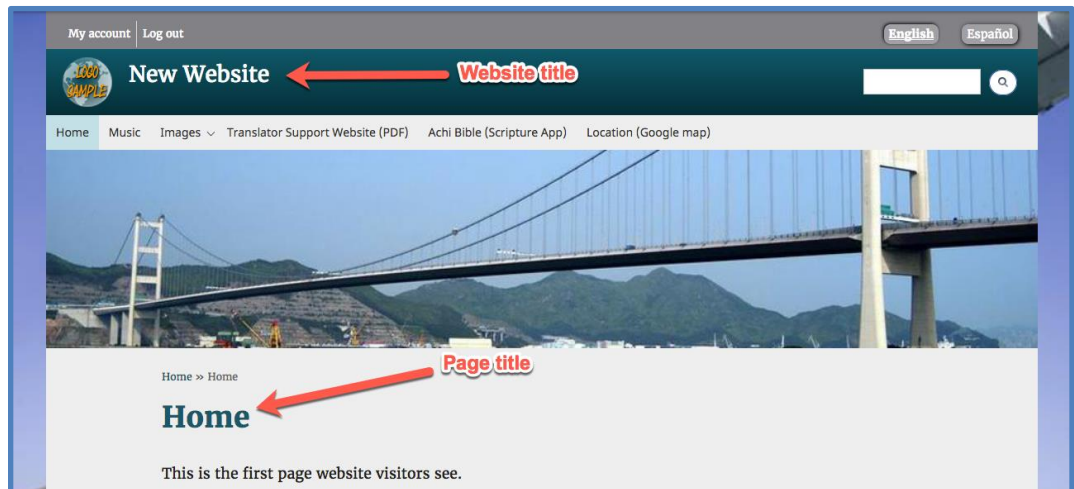 My account Log out English Español
LOGO
SAMPLE
New Website Website title
Home Music Images Translator Support Website (PDF) Achi Bible (Scripture App) Location (Google map)
Page title
Home » Home
Home
This is the first page website visitors see.